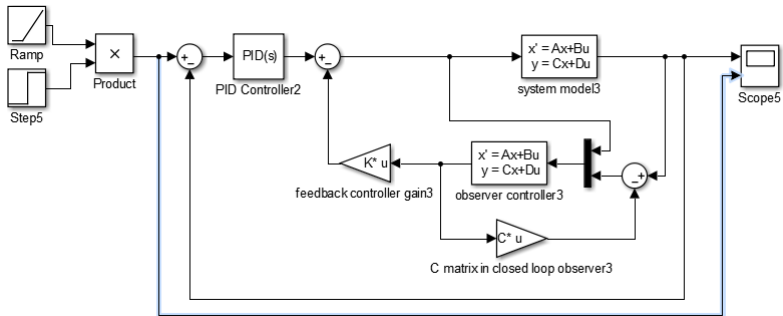 Ramp
Step5
×
Product
+
−
PID(s)
PID Controller2
+
−
x' = Ax+Bu
y = Cx+Du
system model3
Scope5
K* u
feedback controller gain3
x' = Ax+Bu
y = Cx+Du
observer controller3
− +
C* u
C matrix in closed loop observer3